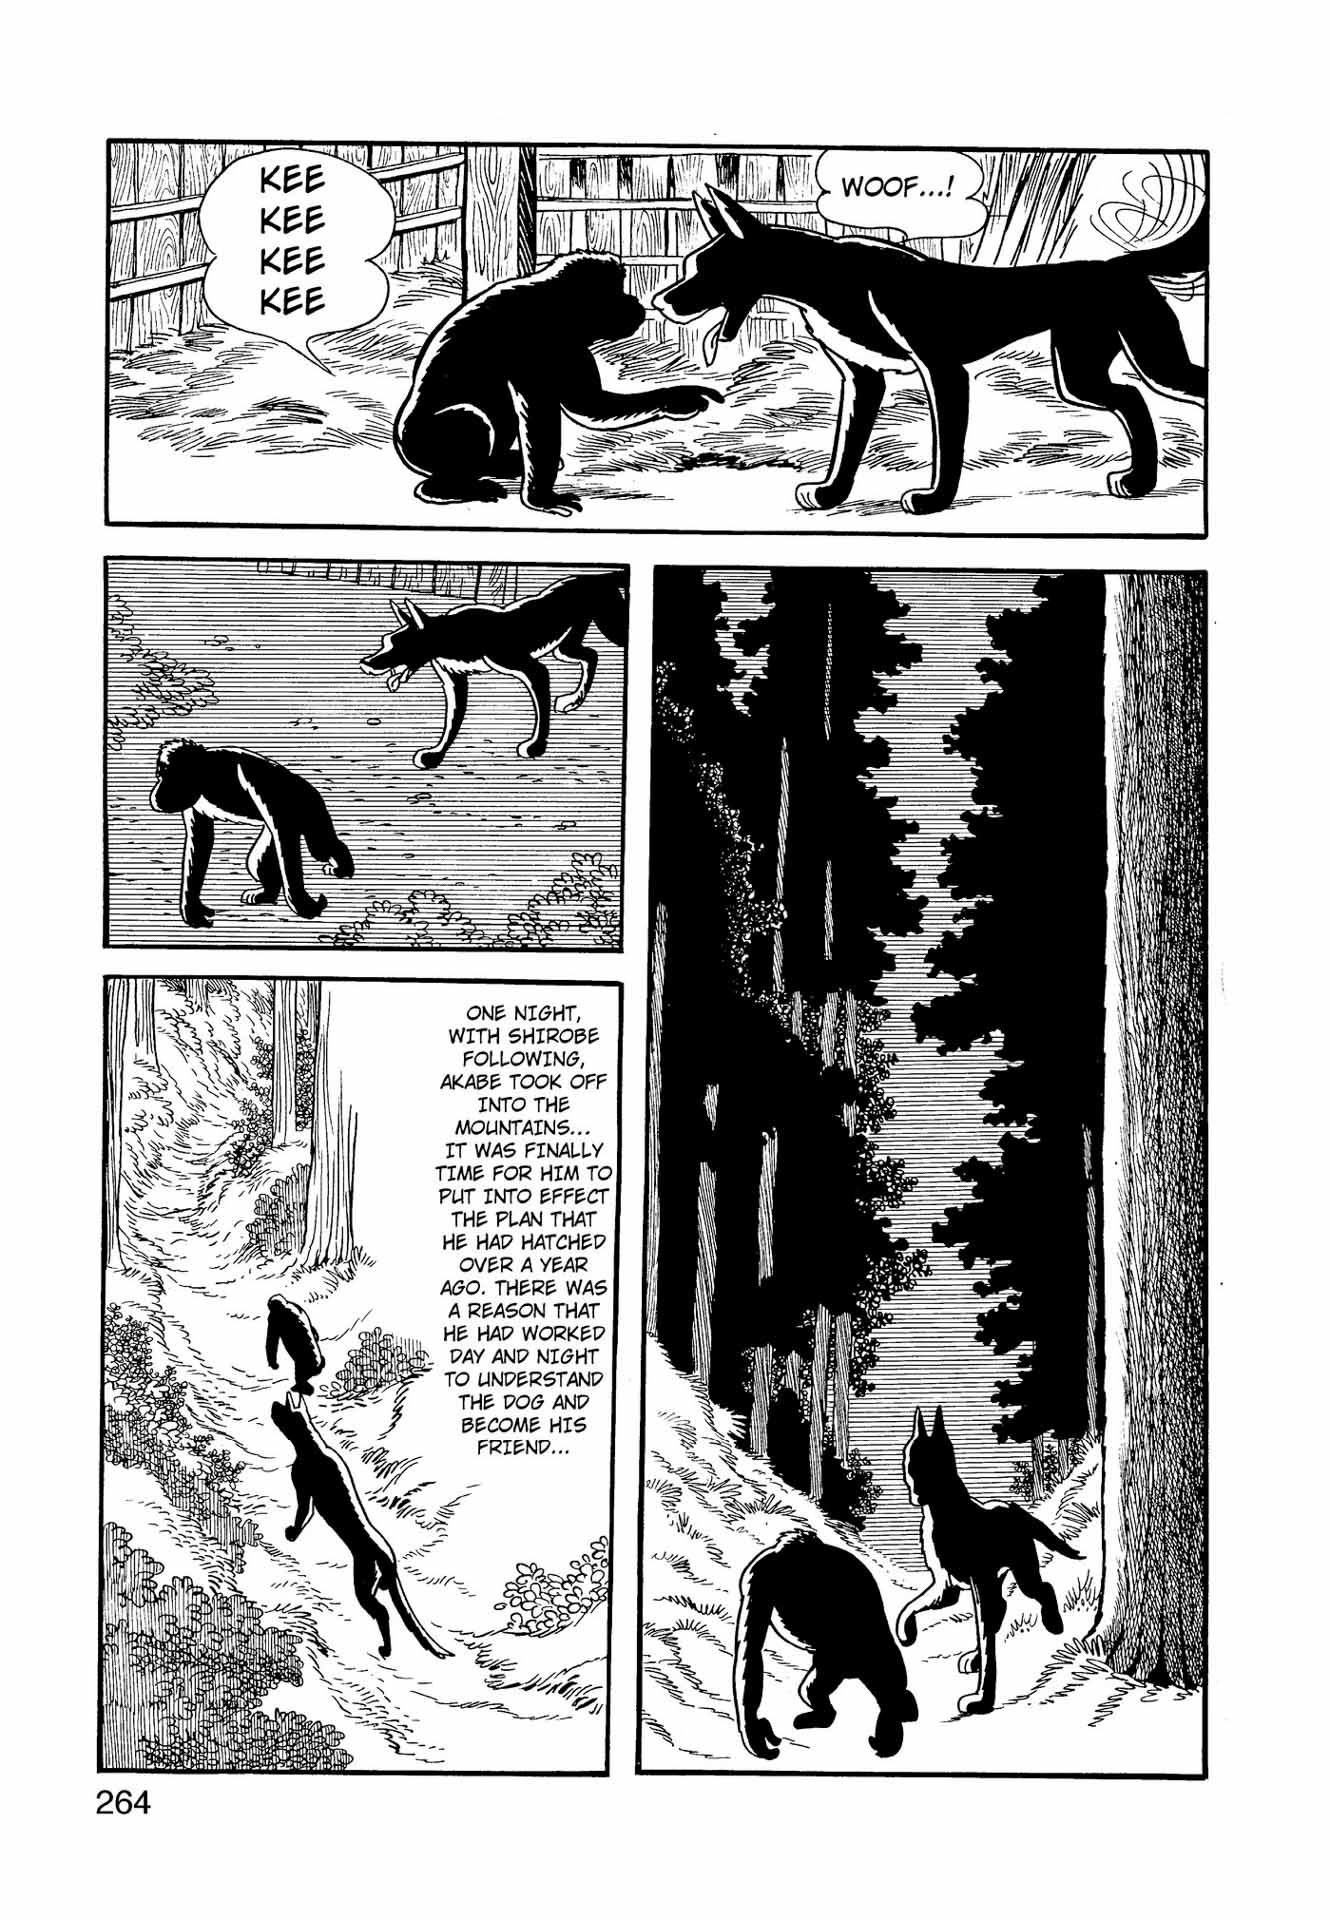 KEE
KEE
KEE
KEE
WOOF...!
ONE NIGHT,
WITH SHIROBE
FOLLOWING,
AKABE TOOK OFF
INTO THE
MOUNTAINS...
IT WAS FINALLY
TIME FOR HIM TO
PUT INTO EFFECT
THE PLAN THAT
HE HAD HATCHED
OVER A YEAR
AGO. THERE WAS
A REASON THAT
HE HAD WORKED
DAY AND NIGHT
TO UNDERSTAND
THE DOG AND
BECOME HIS
FRIEND...
264